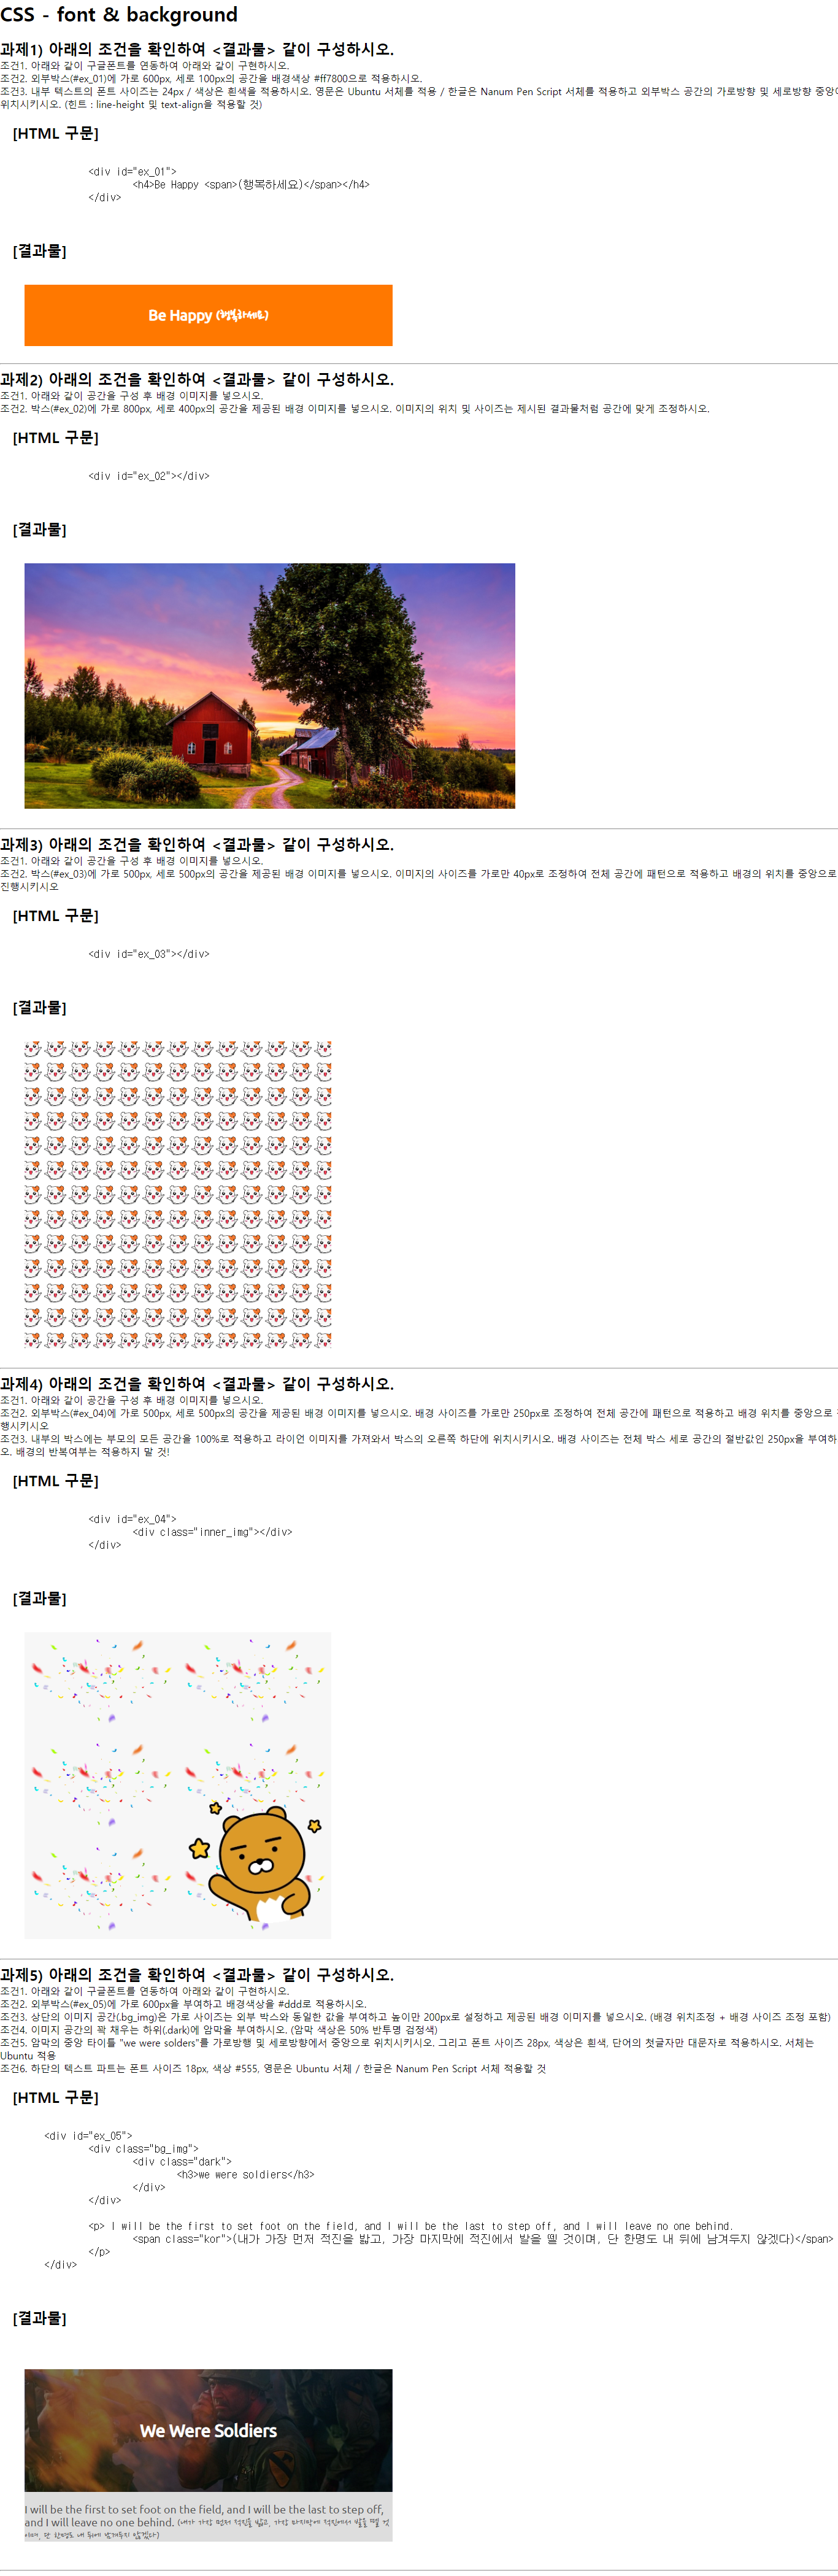 CSS - font & background
과제1) 아래의 조건을 확인하여 <결과물> 같이 구성하시오.
조건1. 아래와 같이 구글폰트를 연동하여 아래와 같이 구현하시오.
조건2. 외부박스(#ex_01)에 가로 600px, 세로 100px의 공간을 배경색상 #ff7800으로 적용하시오.
조건3. 내부 텍스트의 폰트 사이즈는 24px / 색상은 흰색을 적용하시오. 영문은 Ubuntu 서체를 적용 / 한글은 Nanum Pen Script 서체를 적용하고 외부박스 공간의 가로방향 및 세로방향 중앙에
위치시키시오. (힌트 : line-height 및 text-align을 적용할 것)
[HTML 구문]
<div id="ex_01">
<h4>Be Happy <span>(행복하세요)</span></h4>
</div>
[결과물]
Be Happy (행복하세요)
과제2) 아래의 조건을 확인하여 <결과물> 같이 구성하시오.
조건1. 아래와 같이 공간을 구성 후 배경 이미지를 넣으시오.
조건2. 박스(#ex_02)에 가로 800px, 세로 400px의 공간을 제공된 배경 이미지를 넣으시오. 이미지의 위치 및 사이즈는 제시된 결과물처럼 공간에 맞게 조정하시오.
[HTML 구문]
<div id="ex_02"></div>
[결과물]
과제3) 아래의 조건을 확인하여 <결과물> 같이 구성하시오.
조건1. 아래와 같이 공간을 구성 후 배경 이미지를 넣으시오.
조건2. 박스(#ex_03)에 가로 500px, 세로 500px의 공간을 제공된 배경 이미지를 넣으시오. 이미지의 사이즈를 가로만 40px로 조정하여 전체 공간에 패턴으로 적용하고 배경의 위치를 중앙으로
진행시키시오
[HTML 구문]
<div id="ex_03"></div>
[결과물]
과제4) 아래의 조건을 확인하여 <결과물> 같이 구성하시오.
조건1. 아래와 같이 공간을 구성 후 배경 이미지를 넣으시오.
조건2. 외부박스(#ex_04)에 가로 500px, 세로 500px의 공간을 제공된 배경 이미지를 넣으시오. 배경 사이즈를 가로만 250px로 조정하여 전체 공간에 패턴으로 적용하고 배경 위치를 중앙으로
행시키시오
조건3. 내부의 박스에는 부모의 모든 공간을 100%로 적용하고 라이언 이미지를 가져와서 박스의 오른쪽 하단에 위치시키시오. 배경 사이즈는 전체 박스 세로 공간의 절반값인 250px을 부여하
오. 배경의 반복여부는 적용하지 말 것!
[HTML 구문]
<div id="ex_04">
<div class="inner_img"></div>
</div>
[결과물]
과제5) 아래의 조건을 확인하여 <결과물> 같이 구성하시오.
조건1. 아래와 같이 구글폰트를 연동하여 아래와 같이 구현하시오.
조건2. 외부박스(#ex_05)에 가로 600px을 부여하고 배경색상을 #ddd로 적용하시오.
조건3. 상단의 이미지 공간(.bg_img)은 가로 사이즈는 외부 박스와 동일한 값을 부여하고 높이만 200px로 설정하고 제공된 배경 이미지를 넣으시오. (배경 위치조정 + 배경 사이즈 조정 포함)
조건4. 이미지 공간의 꽉 채우는 하위(.dark)에 암막을 부여하시오. (암막 색상은 50% 반투명 검정색)
조건5. 암막의 중앙 타이틀 "we were solders"를 가로방행 및 세로방향에서 중앙으로 위치시키시오. 그리고 폰트 사이즈 28px, 색상은 흰색, 단어의 첫글자만 대문자로 적용하시오. 서체는
Ubuntu 적용
조건6. 하단의 텍스트 파트는 폰트 사이즈 18px, 색상 #555, 영문은 Ubuntu 서체 / 한글은 Nanum Pen Script 서체 적용할 것
[HTML 구문]
<div id="ex_05">
<div class="bg_img">
<div class="dark">
<h3>we were soldiers</h3>
</div>
</div>
<p> I will be the first to set foot on the field, and I will be the last to step off, and I will leave no one behind.
<span class="kor">(내가 가장 먼저 적진을 밟고, 가장 마지막에 적진에서 발을 뗄 것이며, 단 한명도 내 뒤에 남겨두지 않겠다)</span>
</p>
</div>
[결과물]
We Were Soldiers
I will be the first to set foot on the field, and I will be the last to step off,
and I will leave no one behind. (내가 가장 먼저 적진을 밟고, 가장 마지막에 적진에서 발을 뗄 것
이며, 단 한명도 내 뒤에 남겨두지 않겠다)